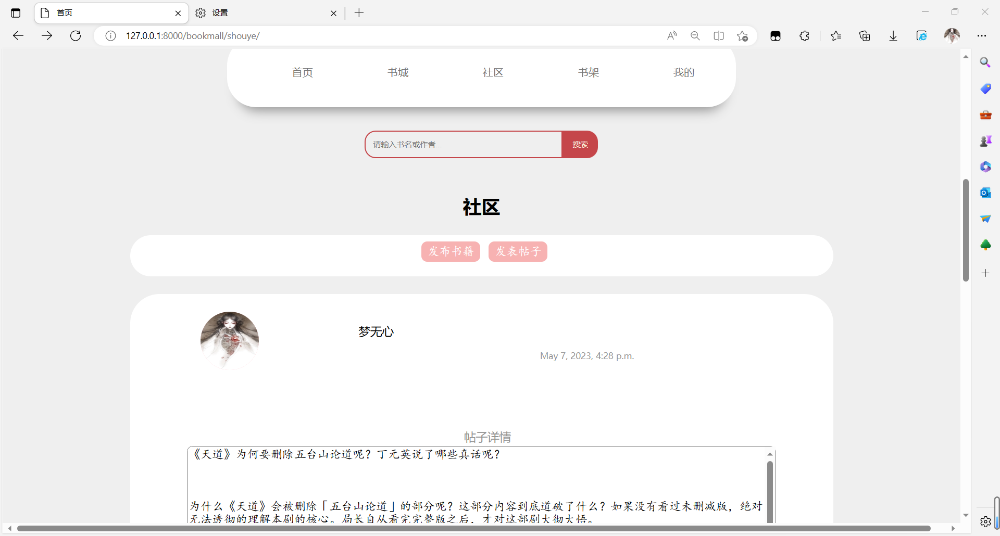 首页
设置
127.0.0.1:8000/bookmall/shouye/
首页 书城 社区 书架 我的
请输入书名或作者... 搜索
社区
发布书籍 发表帖子
梦无心
May 7, 2023, 4:28 p.m.
帖子详情
《天道》为何要删除五台山论道呢？丁元英说了哪些真话呢？
为什么《天道》会被删除「五台山论道」的部分呢？这部分内容到底道破了什么？如果没有看过未删减版，绝对
无法透彻的理解本剧的核心。局长自从看完完整版之后，才对这部剧大彻大悟。